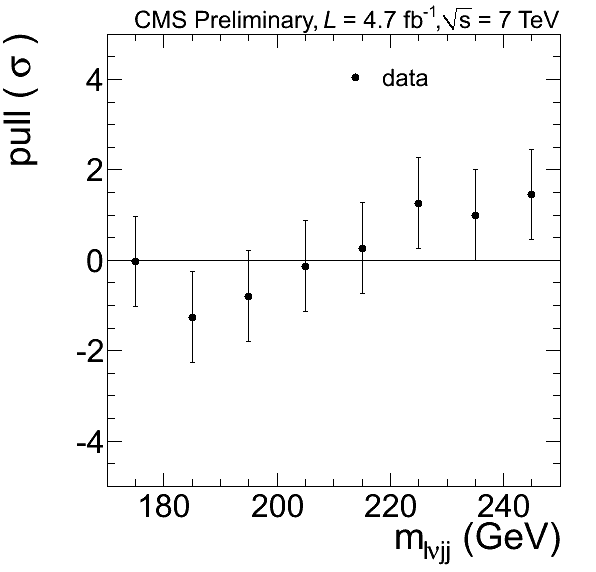 CMS Preliminary, L = 4.7 fb⁻¹, √s = 7 TeV
pull ( σ )
data
4
2
0
-2
-4
180 200 220 240
m_lνjj (GeV)